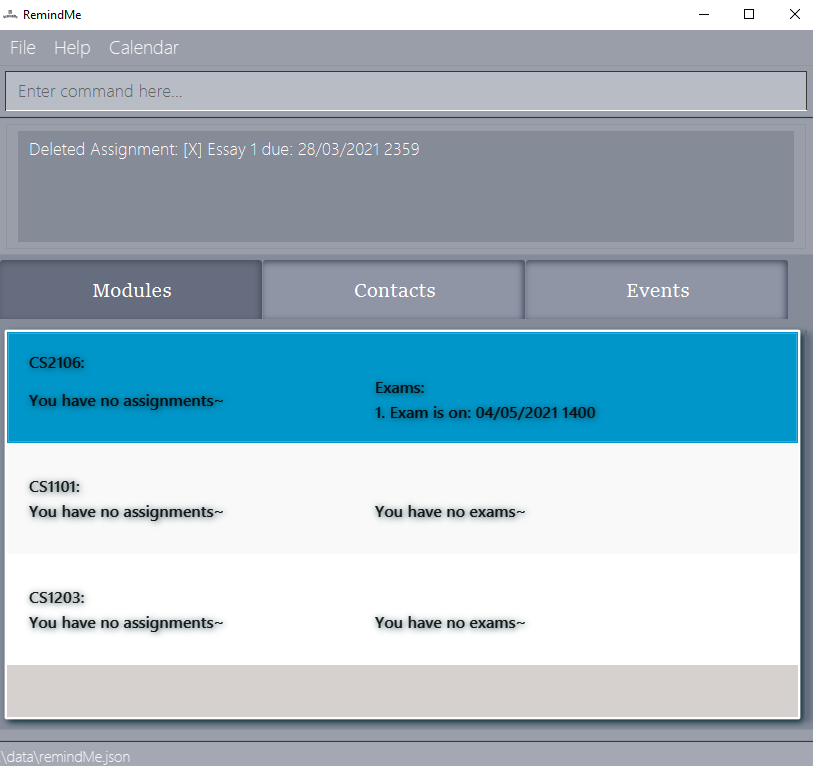 RemindMe
File Help Calendar
Enter command here...
Deleted Assignment: [X] Essay 1 due: 28/03/2021 2359
Modules Contacts Events
CS2106:
You have no assignments~
Exams:
1. Exam is on: 04/05/2021 1400
CS1101:
You have no assignments~ You have no exams~
CS1203:
You have no assignments~ You have no exams~
.\data\remindMe.json